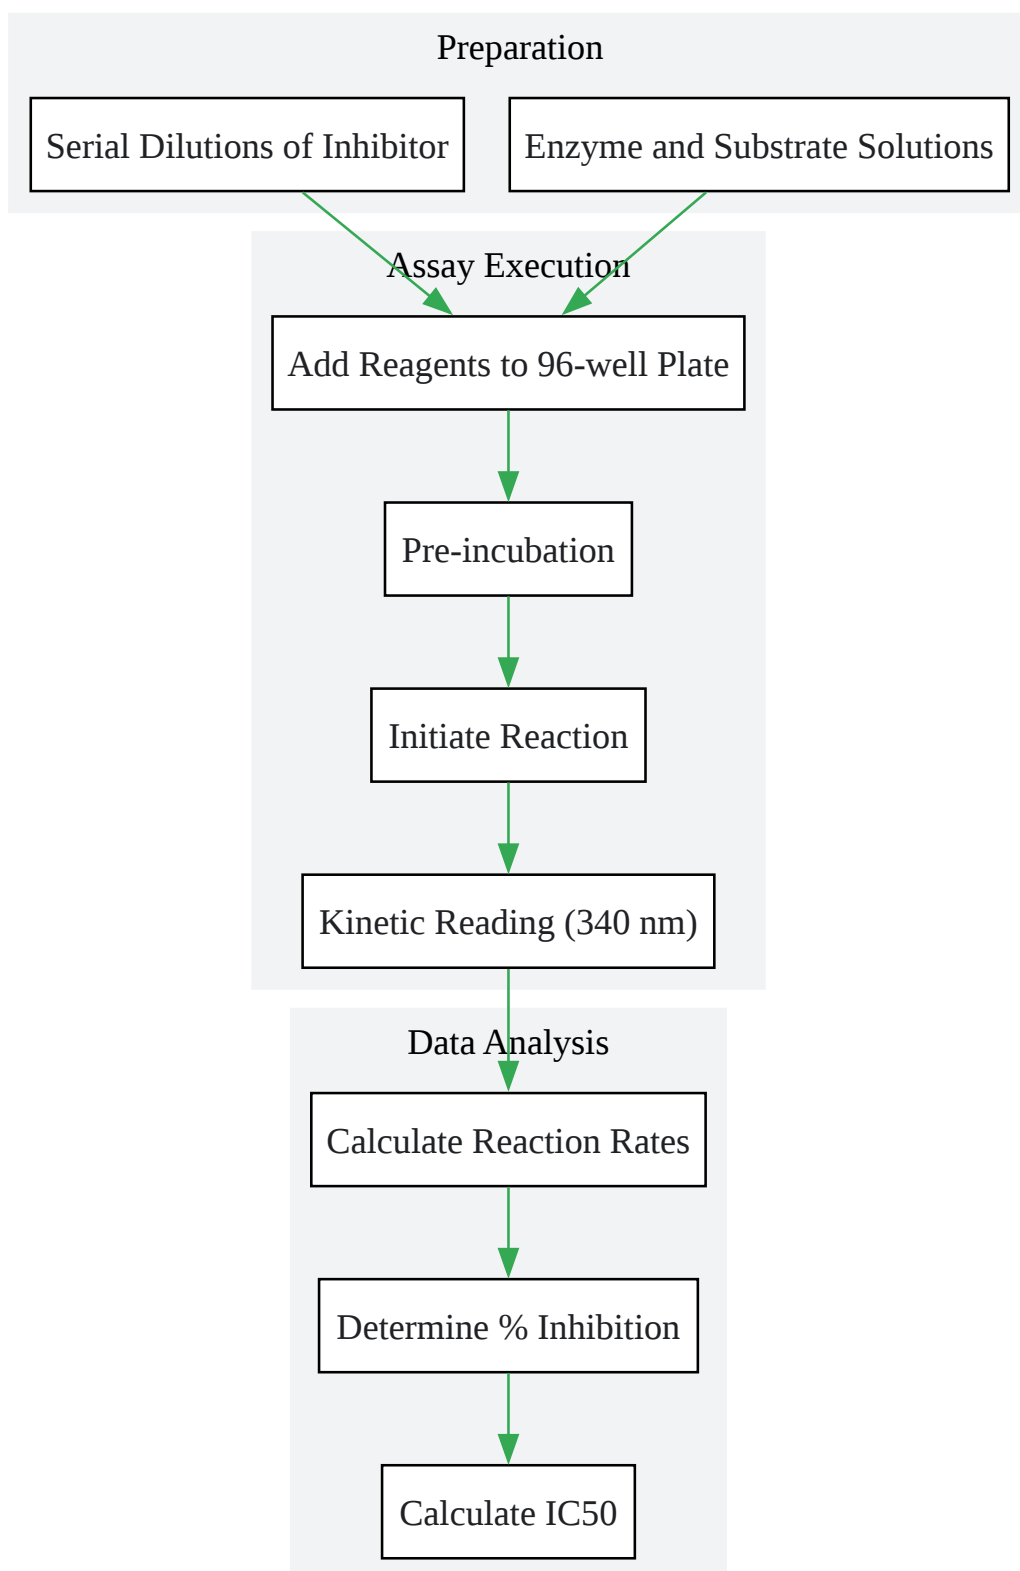 Preparation
Serial Dilutions of Inhibitor
Enzyme and Substrate Solutions
Assay Execution
Add Reagents to 96-well Plate
Pre-incubation
Initiate Reaction
Kinetic Reading (340 nm)
Data Analysis
Calculate Reaction Rates
Determine % Inhibition
Calculate IC50